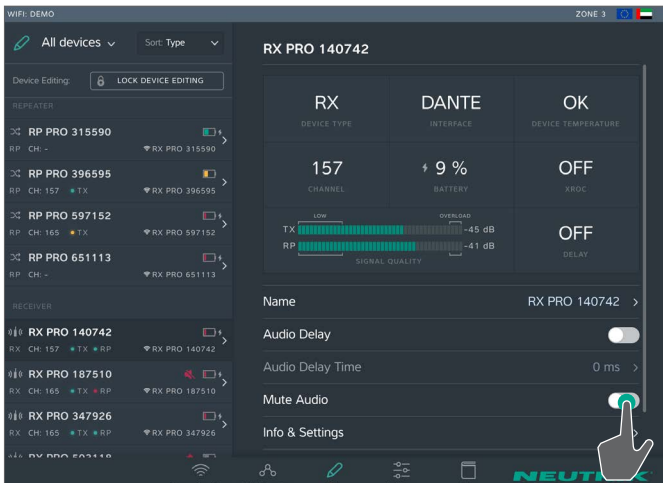 WIFI: DEMO
ZONE 3
All devices
Sort: Type
Device Editing:
LOCK DEVICE EDITING
REPEATER
RP PRO 315590
RP CH: - RX PRO 315590
RP PRO 396595
RP CH: 157 TX RX PRO 396595
RP PRO 597152
RP CH: 165 TX RX PRO 597152
RP PRO 651113
RP CH: - RX PRO 651113
RECEIVER
RX PRO 140742
RX CH: 157 TX RP RX PRO 140742
RX PRO 187510
RX CH: 165 TX RP RX PRO 187510
RX PRO 347926
RX CH: 165 TX RP RX PRO 347926
RX PRO 140742
RX DANTE OK
DEVICE TYPE INTERFACE DEVICE TEMPERATURE
157 9 % OFF
CHANNEL BATTERY XROC
LOW OVERLOAD
TX -45 dB
RP -41 dB
SIGNAL QUALITY
OFF
DELAY
Name RX PRO 140742
Audio Delay
Audio Delay Time 0 ms
Mute Audio
Info & Settings